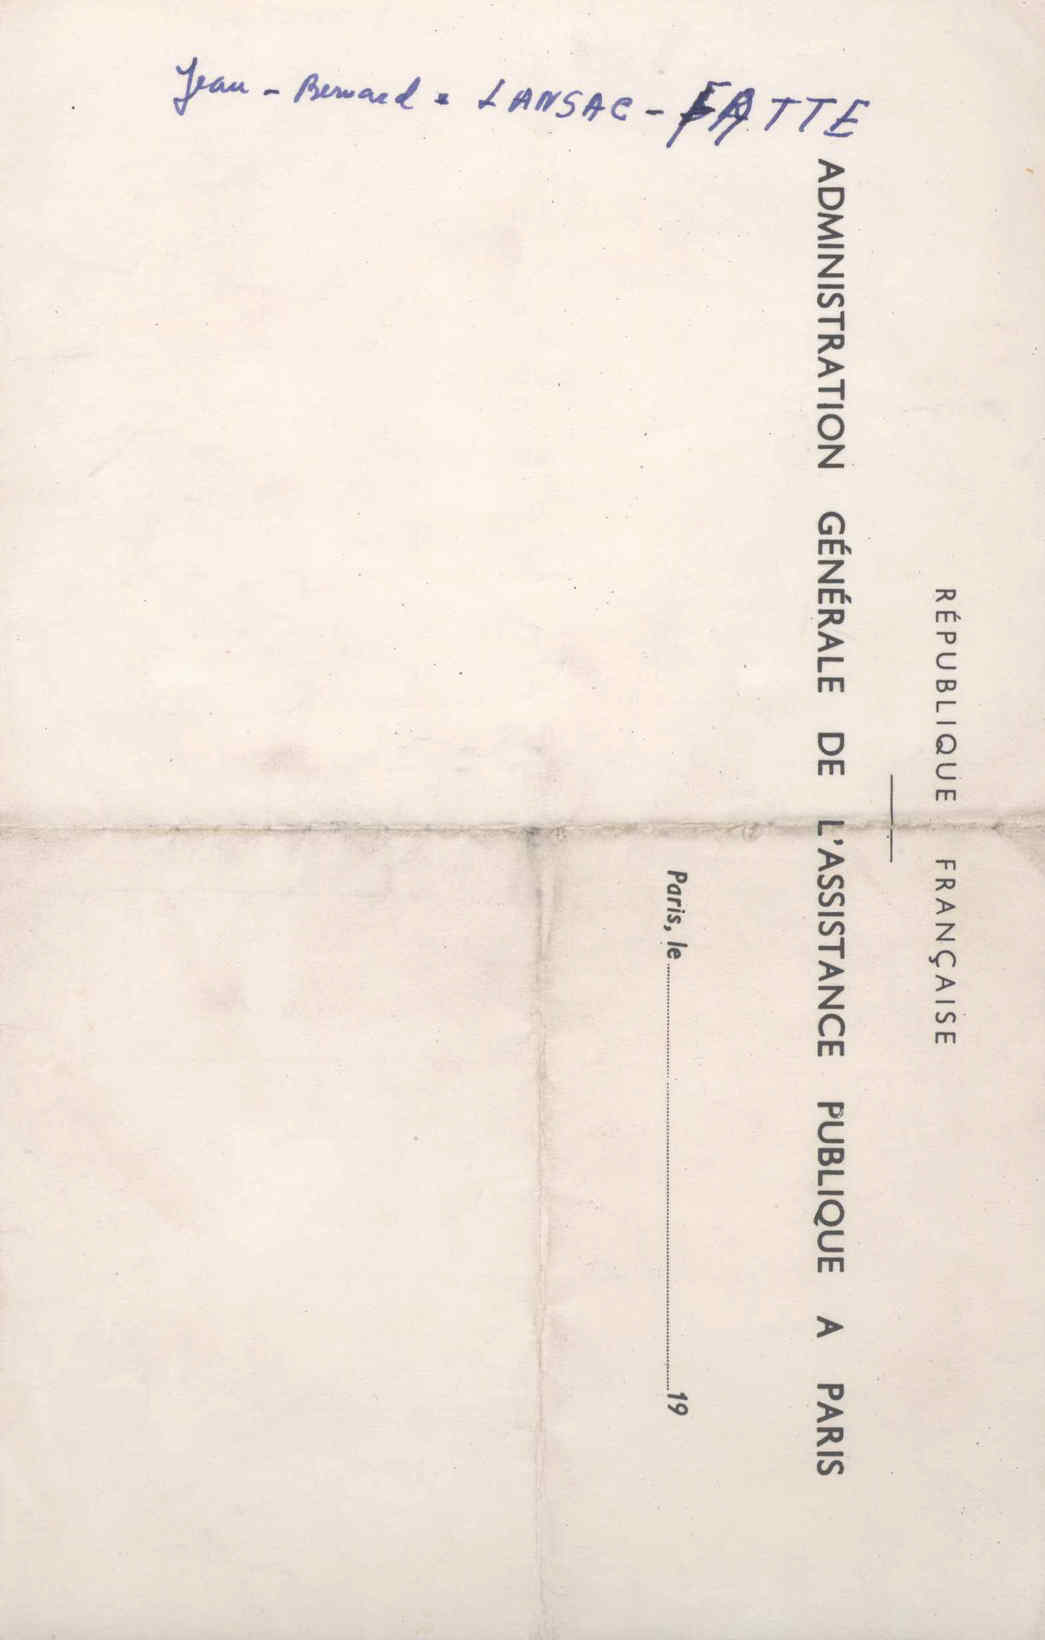 Jean - Bernard - LANSAC - FATTE
RÉPUBLIQUE FRANÇAISE
ADMINISTRATION GÉNÉRALE DE L'ASSISTANCE PUBLIQUE A PARIS
Paris, le 19